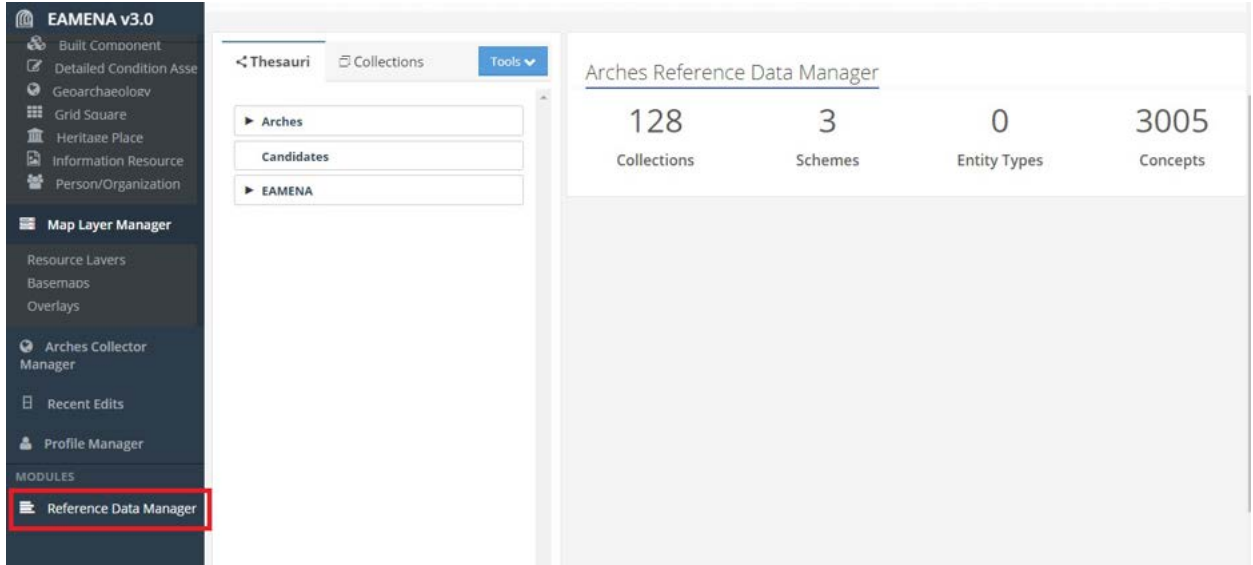 EAMENA v3.0
Built Component
Detailed Condition Asse
Geoarchaeology
Grid Square
Heritage Place
Information Resource
Person/Organization
Map Layer Manager
Resource Layers
Basemaps
Overlays
Arches Collector
Manager
Recent Edits
Profile Manager
MODULES
Reference Data Manager
Thesauri
Collections
Tools
Arches
Candidates
EAMENA
Arches Reference Data Manager
128 3 0 3005
Collections Schemes Entity Types Concepts